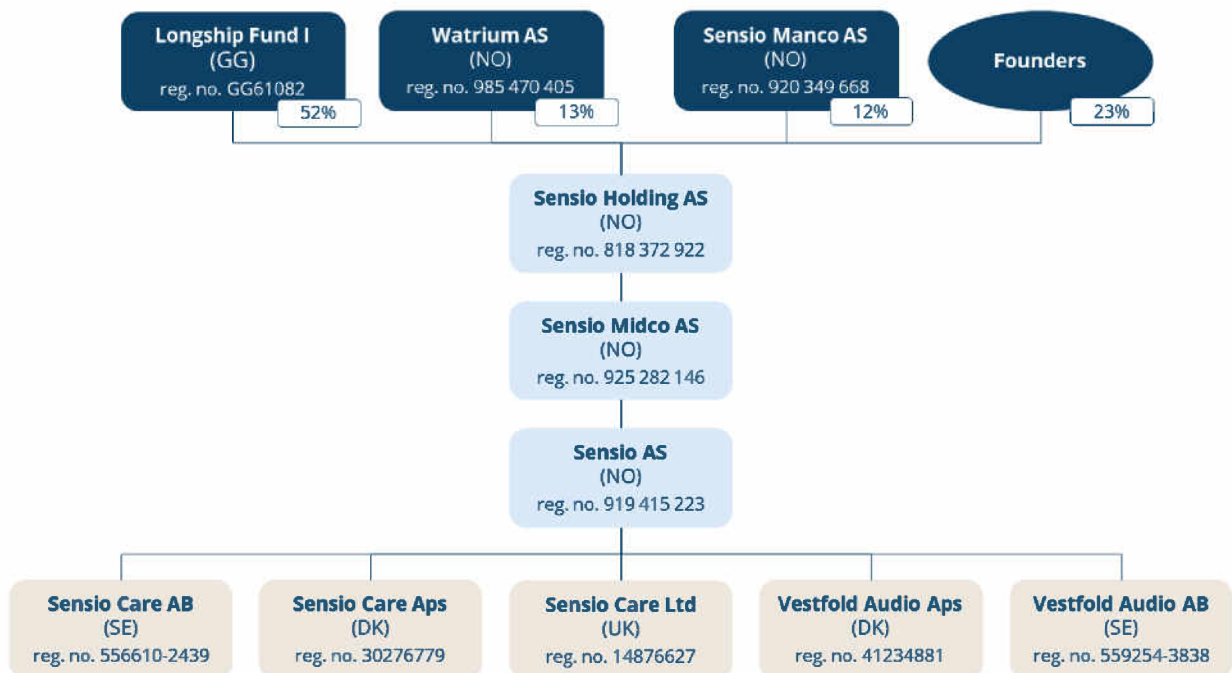 Longship Fund I
(GG)
reg. no. GG61082
52%
Watrium AS
(NO)
reg. no. 985 470 405
13%
Sensio Manco AS
(NO)
reg. no. 920 349 668
12%
Founders
23%
Sensio Holding AS
(NO)
reg. no. 818 372 922
Sensio Midco AS
(NO)
reg. no. 925 282 146
Sensio AS
(NO)
reg. no. 919 415 223
Sensio Care AB
(SE)
reg. no. 556610-2439
Sensio Care Aps
(DK)
reg. no. 30276779
Sensio Care Ltd
(UK)
reg. no. 14876627
Vestfold Audio Aps
(DK)
reg. no. 41234881
Vestfold Audio AB
(SE)
reg. no. 559254-3838